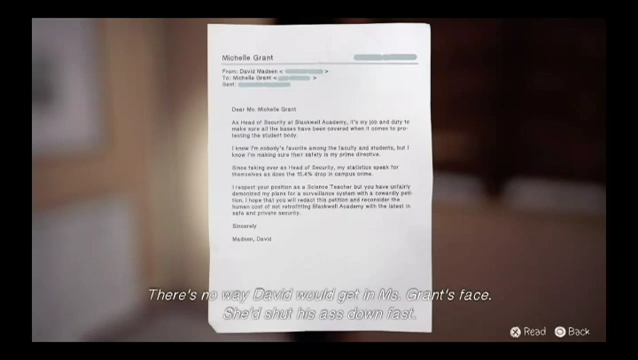 Michelle Grant
From: David Madsen < >
To: Michelle Grant < >
Sent:
Dear Ms. Michelle Grant
As Head of Security at Blackwell Academy, it's my job and duty to
make sure all the bases have been covered when it comes to pro-
tecting the student body.
I know I'm nobody's favorite among the faculty and students, but I
know I'm making sure their safety is my prime directive.
Since taking over as Head of Security, my statistics speak for
themselves as does the 15.4% drop in campus crime.
I respect your position as a Science Teacher but you have unfairly
demonized my plans for a surveillance system with a cowardly peti-
tion. I hope that you will redact this petition and reconsider the
human cost of not retrofitting Blackwell Academy with the latest in
safe and private security.
Sincerely
Madsen, David
There's no way David would get in Ms. Grant's face.
She'd shut his ass down fast.
X Read O Back